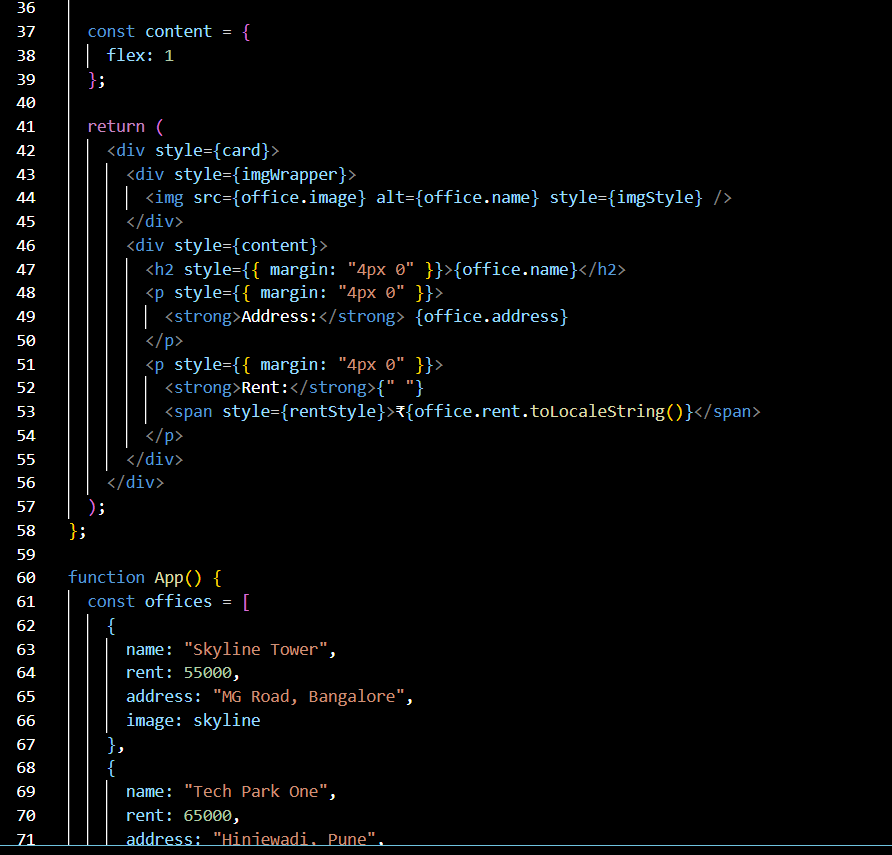 36
37 const content = {
38 flex: 1
39 };
40
41 return (
42 <div style={card}>
43 <div style={imgWrapper}>
44 <img src={office.image} alt={office.name} style={imgStyle} />
45 </div>
46 <div style={content}>
47 <h2 style={{ margin: "4px 0" }}>{office.name}</h2>
48 <p style={{ margin: "4px 0" }}>
49 <strong>Address:</strong> {office.address}
50 </p>
51 <p style={{ margin: "4px 0" }}>
52 <strong>Rent:</strong>{" "}
53 <span style={rentStyle}>₹{office.rent.toLocaleString()}</span>
54 </p>
55 </div>
56 </div>
57 );
58 };
59
60 function App() {
61 const offices = [
62 {
63 name: "Skyline Tower",
64 rent: 55000,
65 address: "MG Road, Bangalore",
66 image: skyline
67 },
68 {
69 name: "Tech Park One",
70 rent: 65000,
71 address: "Hinjewadi, Pune",